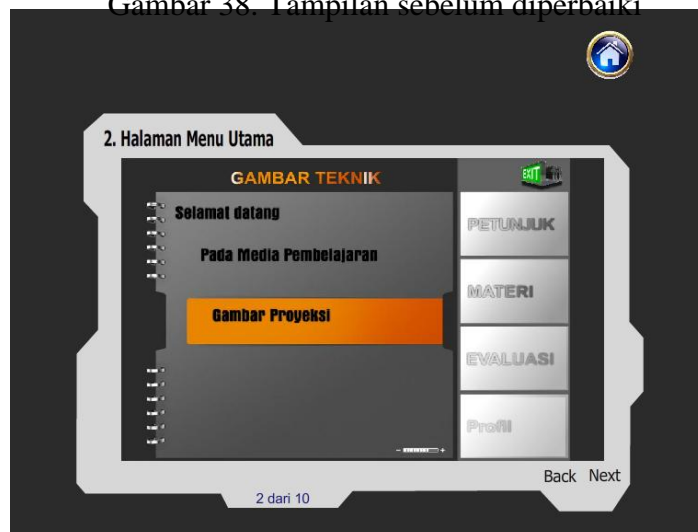 Gambar 38. Tampilan sebelum diperbaiki
2. Halaman Menu Utama
GAMBAR TEKNIK
EXIT
Selamat datang
Pada Media Pembelajaran
Gambar Proyeksi
PETUNJUK
MATERI
EVALUASI
Profil
- +
Back Next
2 dari 10